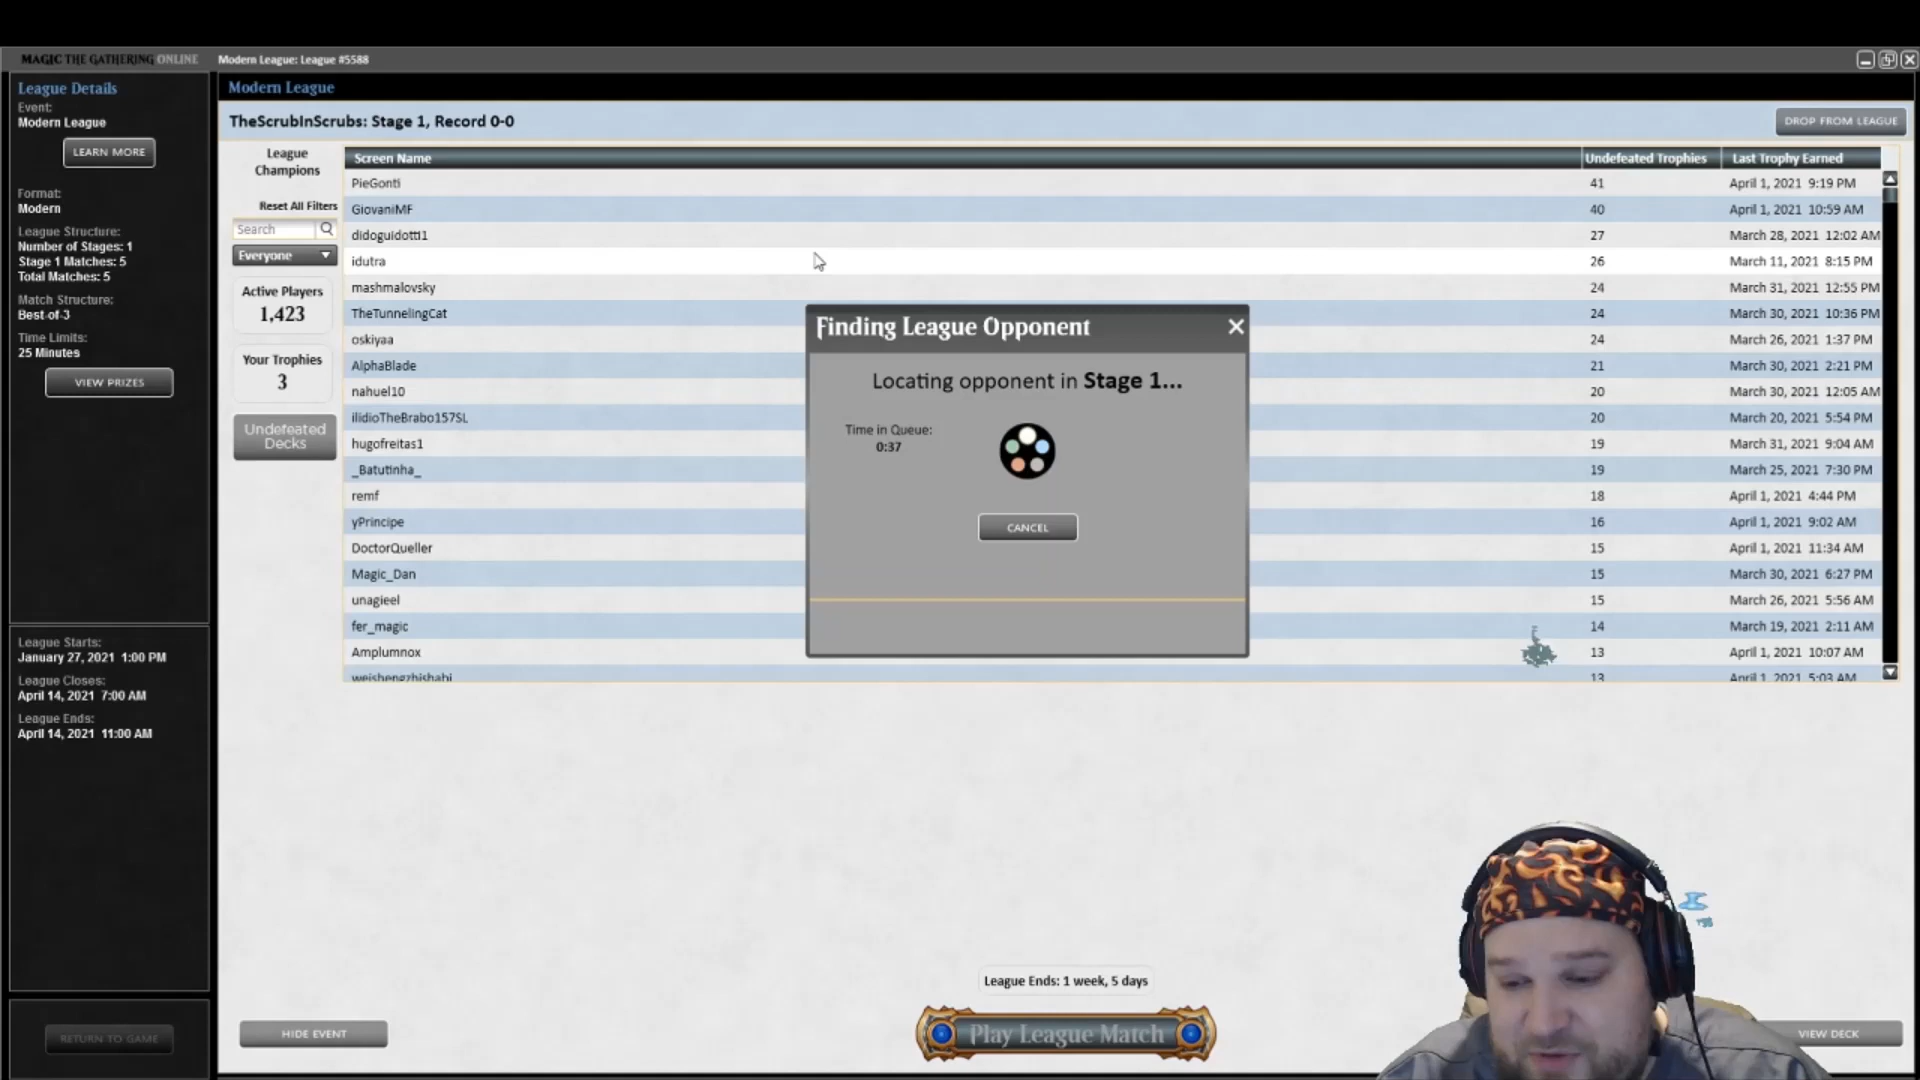 MAGIC THE GATHERING ONLINE
Modern League: League #5588
League Details
Event:
Modern League
LEARN MORE
Format:
Modern
League Structure:
Number of Stages: 1
Stage 1 Matches: 5
Total Matches: 5
Match Structure:
Best-of-3
Time Limits:
25 Minutes
VIEW PRIZES
League Starts:
January 27, 2021 1:00 PM
League Closes:
April 14, 2021 7:00 AM
League Ends:
April 14, 2021 11:00 AM
RETURN TO GAME
Modern League
TheScrubInScrubs: Stage 1, Record 0-0
DROP FROM LEAGUE
League
Champions
Reset All Filters
Search
Everyone
Active Players
1,423
Your Trophies
3
Undefeated
Decks
Screen Name Undefeated Trophies Last Trophy Earned
PieGonti 41 April 1, 2021 9:19 PM
GiovaniMF 40 April 1, 2021 10:59 AM
didoguidotti1 27 March 28, 2021 12:02 AM
idutra 26 March 11, 2021 8:15 PM
mashmalovsky 24 March 31, 2021 12:55 PM
TheTunnelingCat 24 March 30, 2021 10:36 PM
oskiyaa 24 March 26, 2021 1:37 PM
AlphaBlade 21 March 30, 2021 2:21 PM
nahuel10 20 March 30, 2021 12:05 AM
ilidioTheBrabo157SL 20 March 20, 2021 5:54 PM
hugofreitas1 19 March 31, 2021 9:04 AM
_Batutinha_ 19 March 25, 2021 7:30 PM
remf 18 April 1, 2021 4:44 PM
yPrincipe 16 April 1, 2021 9:02 AM
DoctorQueller 15 April 1, 2021 11:34 AM
Magic_Dan 15 March 30, 2021 6:27 PM
unagieel 15 March 26, 2021 5:56 AM
fer_magic 14 March 19, 2021 2:11 AM
Amplumnox 13 April 1, 2021 10:07 AM
weishengzhishabi 13 April 1, 2021 5:03 AM
Finding League Opponent
Locating opponent in Stage 1...
Time in Queue:
0:37
CANCEL
League Ends: 1 week, 5 days
HIDE EVENT
Play League Match
VIEW DECK